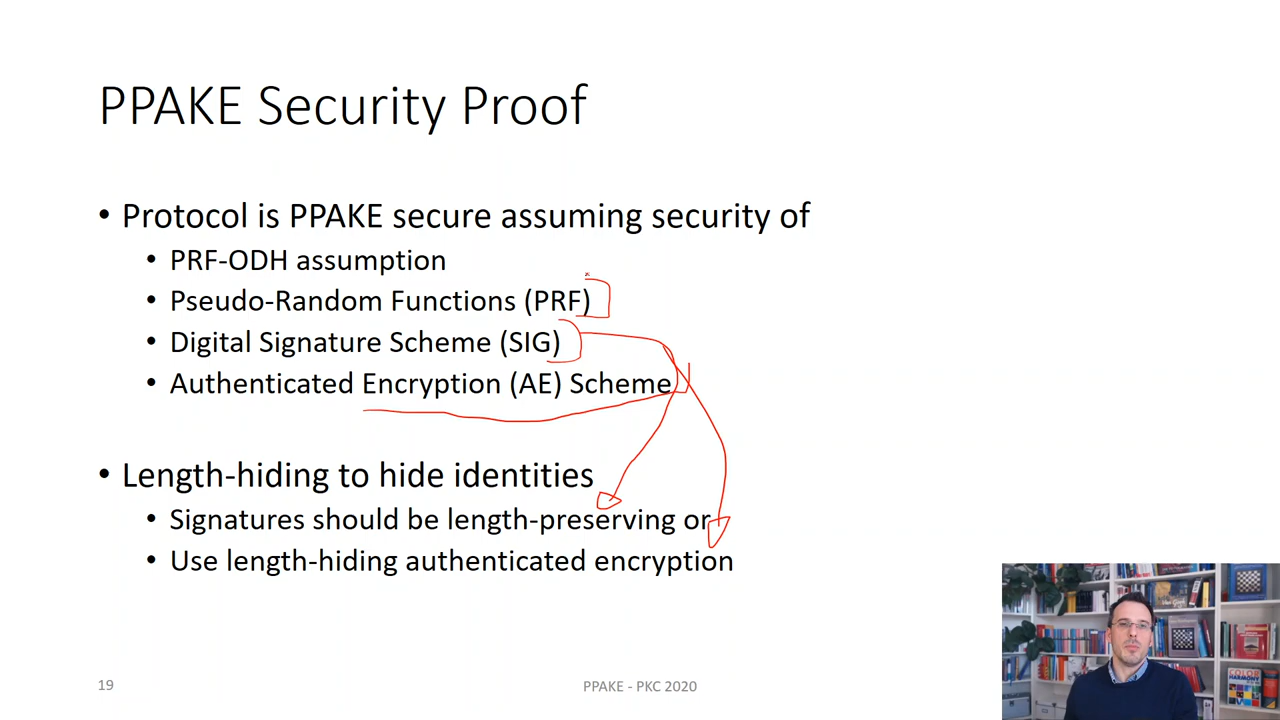 PPAKE Security Proof
• Protocol is PPAKE secure assuming security of
• PRF-ODH assumption
• Pseudo-Random Functions (PRF)
• Digital Signature Scheme (SIG)
• Authenticated Encryption (AE) Scheme
• Length-hiding to hide identities
• Signatures should be length-preserving or
• Use length-hiding authenticated encryption
19
PPAKE - PKC 2020
COLOR
HARMONY